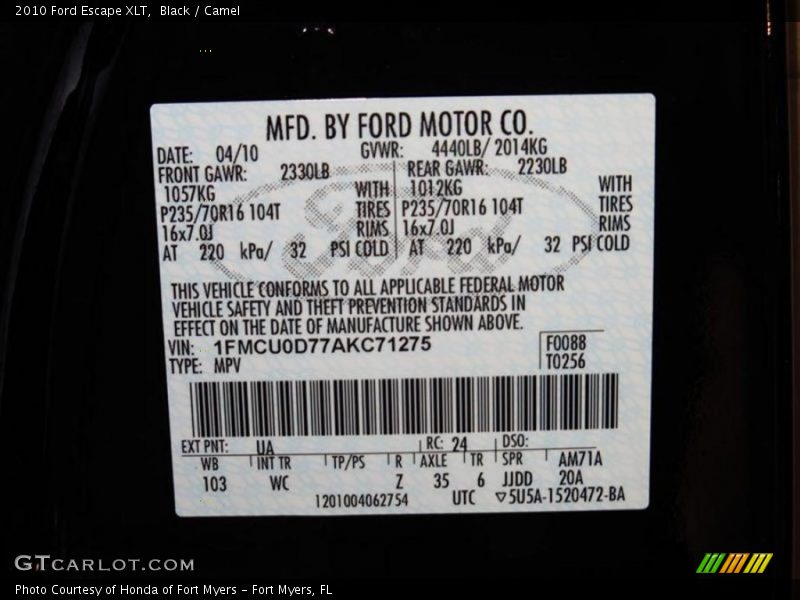 2010 Ford Escape XLT,  Black / Camel
MFD. BY FORD MOTOR CO.
DATE: 04/10 GVWR: 4440LB/ 2014KG
FRONT GAWR: 2330LB REAR GAWR: 2230LB
1057KG WITH 1012KG WITH
P235/70R16 104T TIRES P235/70R16 104T TIRES
16x7.0J RIMS 16x7.0J RIMS
AT 220 kPa/ 32 PSI COLD AT 220 kPa/ 32 PSI COLD
Ford
THIS VEHICLE CONFORMS TO ALL APPLICABLE FEDERAL MOTOR
VEHICLE SAFETY AND THEFT PREVENTION STANDARDS IN
EFFECT ON THE DATE OF MANUFACTURE SHOWN ABOVE.
VIN: 1FMCU0D77AKC71275 F0088
TYPE: MPV T0256
EXT PNT: UA RC: 24 DSO:
WB INT TR TP/PS R AXLE TR SPR AM71A
103 WC Z 35 6 JJDD 20A
1201004062754 UTC ▽5U5A-1520472-BA
GTCARLOT.COM
Photo Courtesy of Honda of Fort Myers – Fort Myers, FL